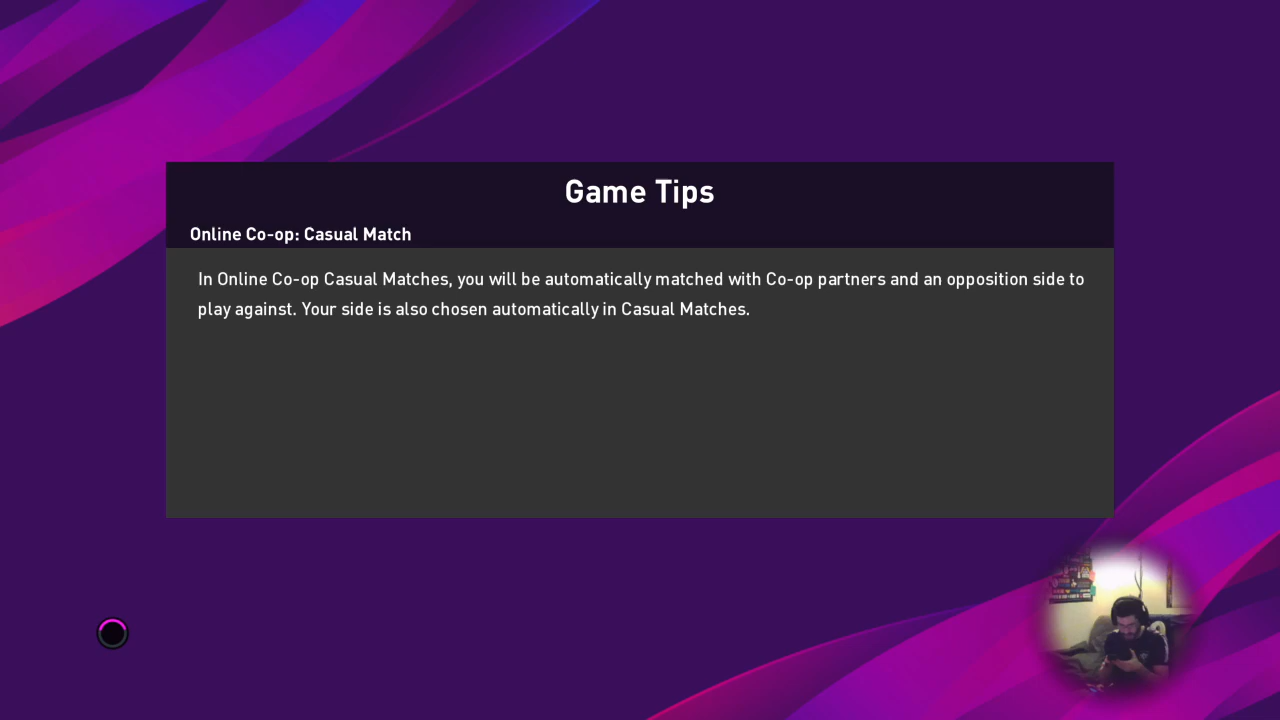 Game Tips
Online Co-op: Casual Match
In Online Co-op Casual Matches, you will be automatically matched with Co-op partners and an opposition side to
play against. Your side is also chosen automatically in Casual Matches.